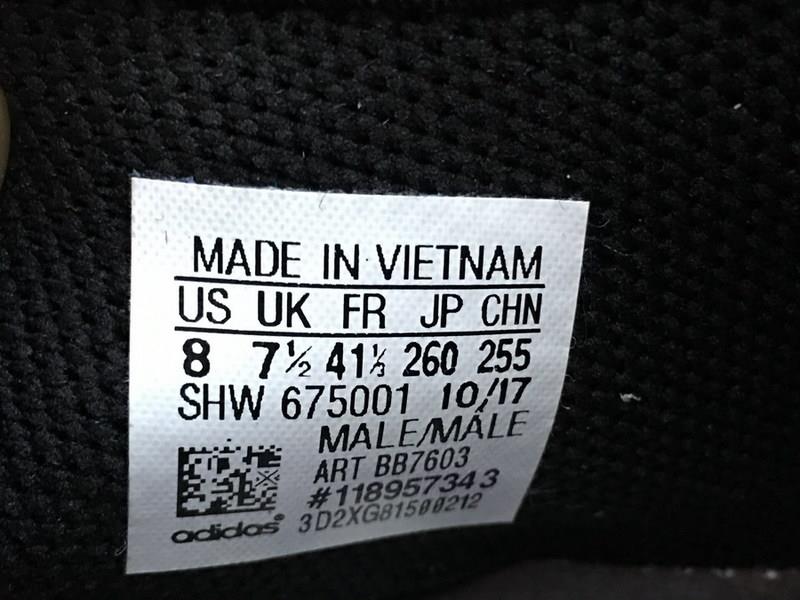 MADE IN VIETNAM
US UK FR JP CHN
8 7½ 41⅓ 260 255
SHW 675001 10/17
MALE/MÂLE
ART BB7603
#118957343
3D2XG81500212
adidas®